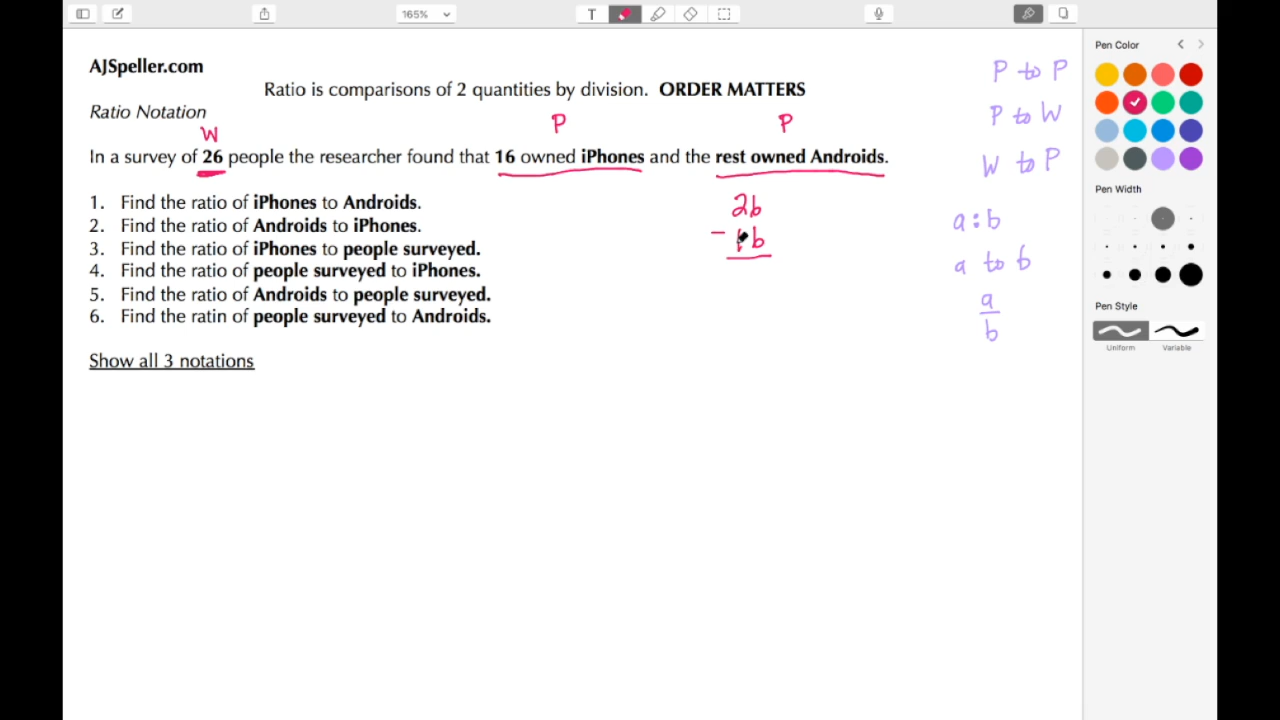 165%
T
AJSpeller.com
Ratio is comparisons of 2 quantities by division. ORDER MATTERS
Ratio Notation
W
P
P
In a survey of 26 people the researcher found that 16 owned iPhones and the rest owned Androids.
1. Find the ratio of iPhones to Androids.
2. Find the ratio of Androids to iPhones.
3. Find the ratio of iPhones to people surveyed.
4. Find the ratio of people surveyed to iPhones.
5. Find the ratio of Androids to people surveyed.
6. Find the ratin of people surveyed to Androids.
Show all 3 notations
26
- 16
P to P
P to W
W to P
a : b
a to b
a
b
Pen Color
Pen Width
Pen Style
Uniform
Variable